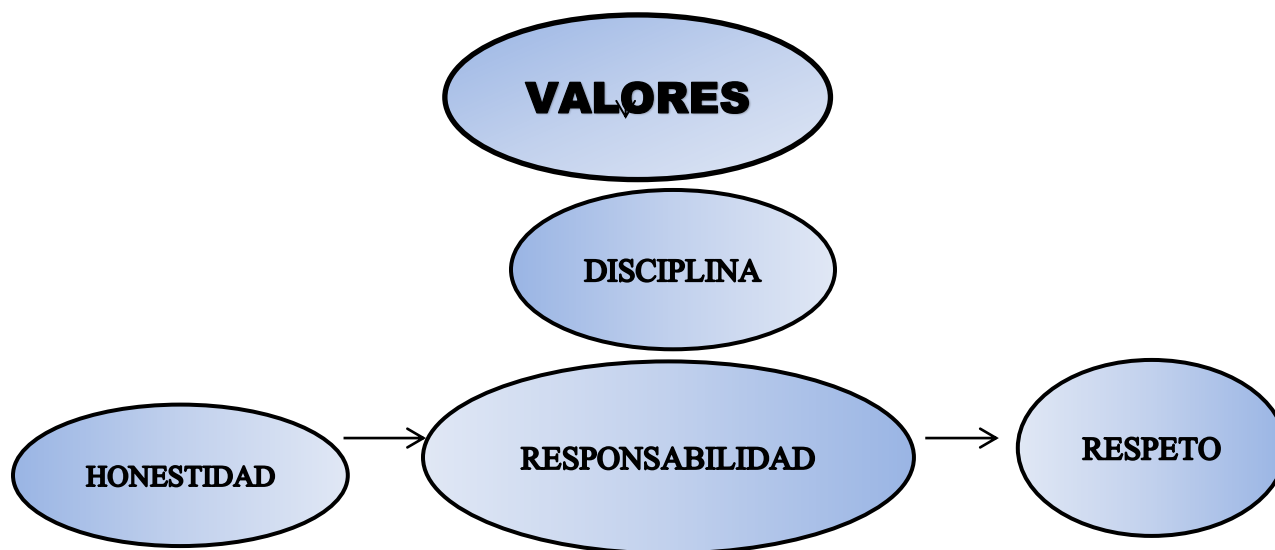 VALORES
DISCIPLINA
HONESTIDAD
RESPONSABILIDAD
RESPETO